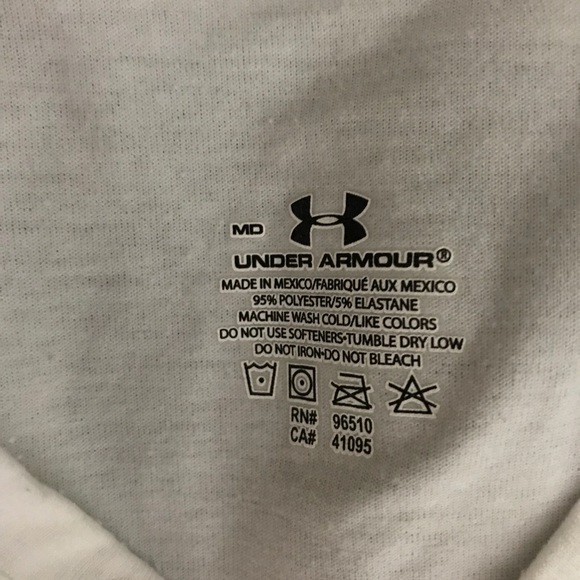 MD
UNDER ARMOUR®
MADE IN MEXICO/FABRIQUÉ AUX MEXICO
95% POLYESTER/5% ELASTANE
MACHINE WASH COLD/LIKE COLORS
DO NOT USE SOFTENERS•TUMBLE DRY LOW
DO NOT IRON•DO NOT BLEACH
RN# 96510
CA# 41095